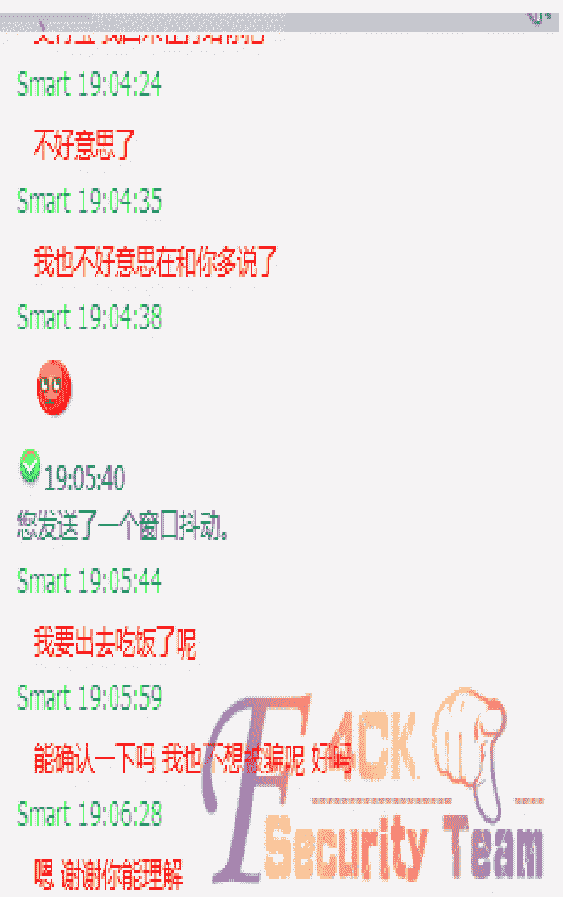 Smart 19:04:24
不好意思了
Smart 19:04:35
我也不好意思在和你多说了
Smart 19:04:38
19:05:40
您发送了一个窗口抖动。
Smart 19:05:44
我要出去吃饭了呢
Smart 19:05:59
能确认一下吗 我也不想被骗呢 好吗
Smart 19:06:28
嗯 谢谢你能理解
F4CK
Security Team